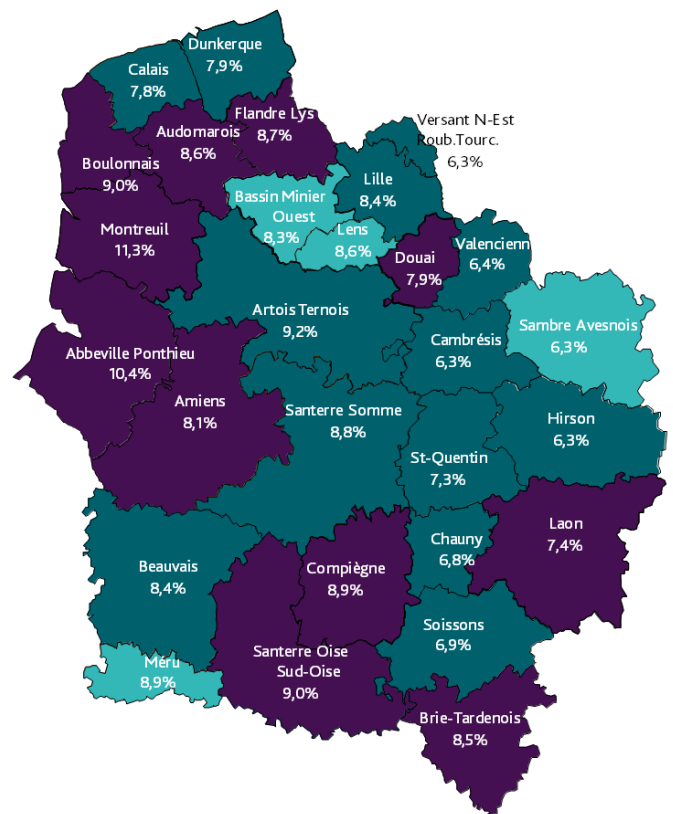 Dunkerque
7,9%
Calais
7,8%
Flandre Lys
8,7%
Versant N-Est
Roub.Tourc.
6,3%
Audomarois
8,6%
Boulonnais
9,0%
Lille
8,4%
Bassin Minier
Ouest
8,3%
Montreuil
11,3%
Lens
8,6%
Douai
7,9%
Valencienn
6,4%
Artois Ternois
9,2%
Sambre Avesnois
6,3%
Cambrésis
6,3%
Abbeville Ponthieu
10,4%
Amiens
8,1%
Santerre Somme
8,8%
Hirson
6,3%
St-Quentin
7,3%
Laon
7,4%
Chauny
6,8%
Beauvais
8,4%
Compiègne
8,9%
Soissons
6,9%
Santerre Oise
Sud-Oise
9,0%
Méru
8,9%
Brie-Tardenois
8,5%